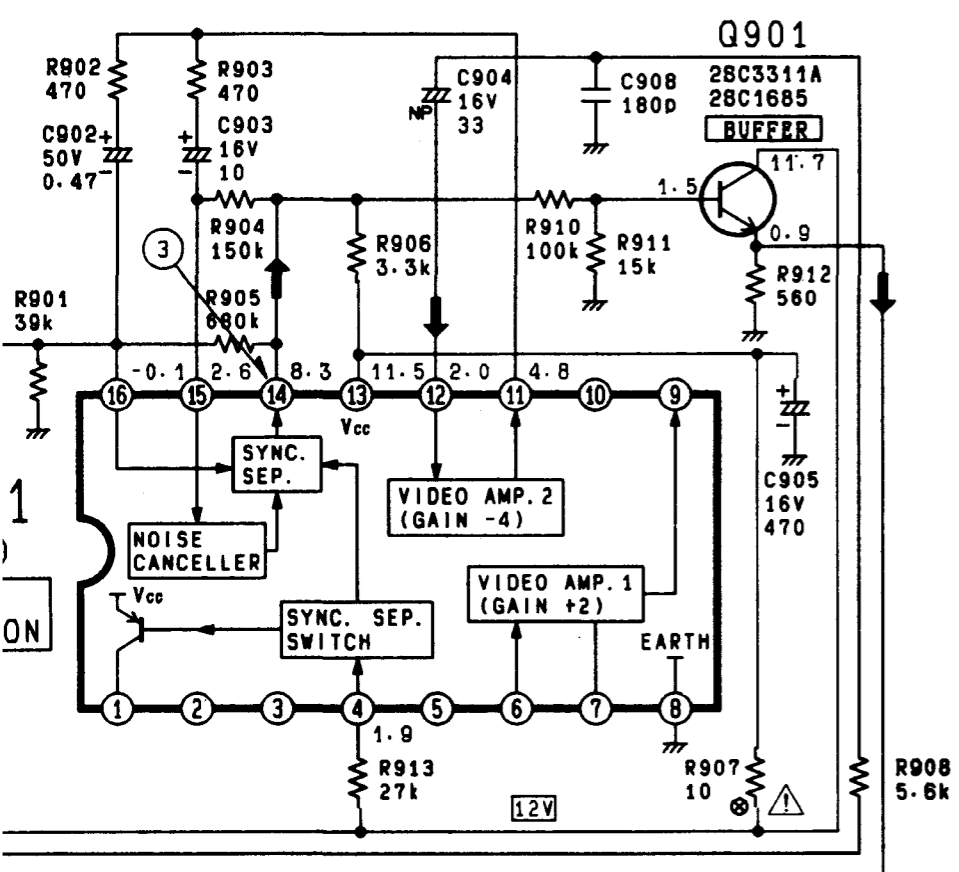 Q901
2SC3311A
2SC1685
BUFFER
R902
470
R903
470
C904
16V
33
NP
C908
180p
C902
50V
0.47
+
-
C903
16V
10
+
-
11.7
1.5
0.9
R904
150k
R906
3.3k
R910
100k
R911
15k
R912
560
3
R901
39k
R905
680k
-0.1
2.6
8.3
11.5
2.0
4.8
16
15
14
13
12
11
10
9
Vcc
+
-
C905
16V
470
SYNC.
SEP.
VIDEO AMP.2
(GAIN -4)
1
NOISE
CANCELLER
VIDEO AMP.1
(GAIN +2)
Vcc
ON
SYNC. SEP.
SWITCH
EARTH
1
2
3
4
5
6
7
8
1.9
R913
27k
12V
R907
10
!
R908
5.6k